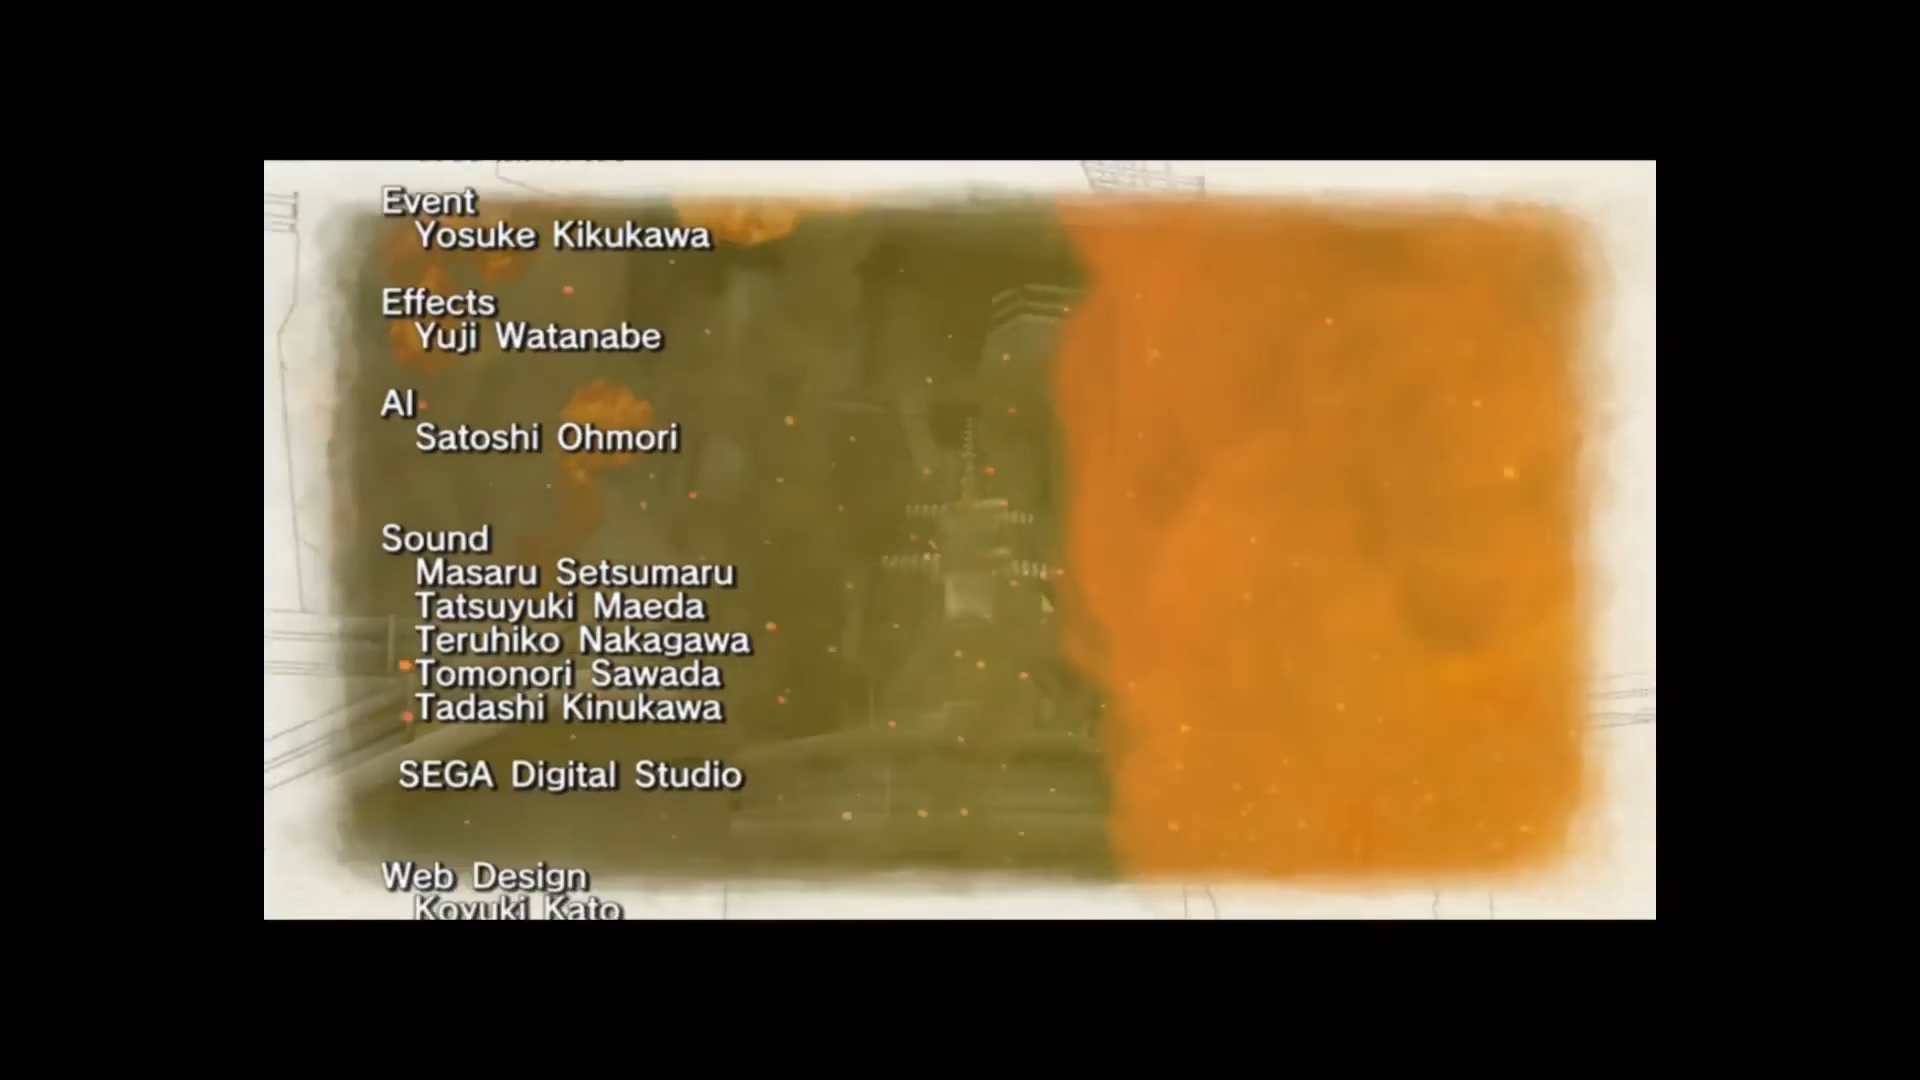 Event
Yosuke Kikukawa
Effects
Yuji Watanabe
AI
Satoshi Ohmori
Sound
Masaru Setsumaru
Tatsuyuki Maeda
Teruhiko Nakagawa
Tomonori Sawada
Tadashi Kinukawa
SEGA Digital Studio
Web Design
Koyuki Kato